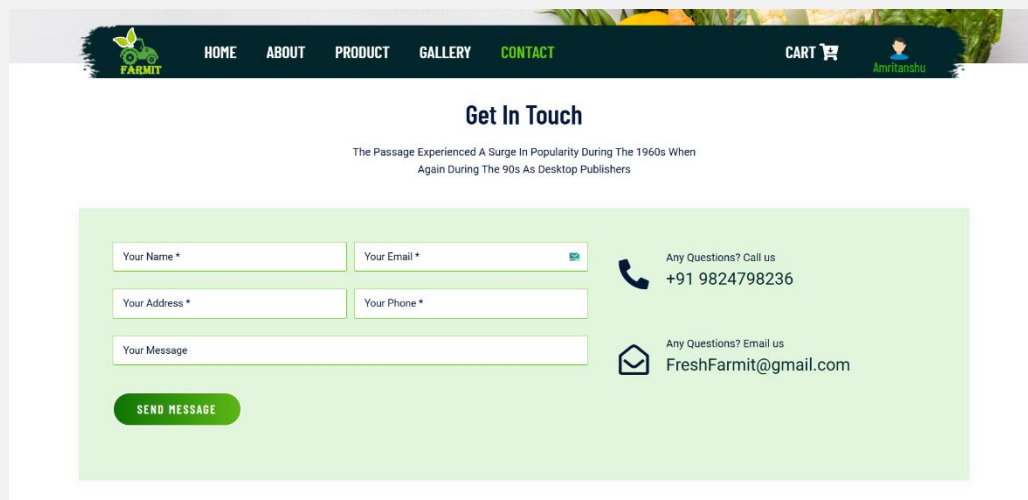 FARMIT
HOME ABOUT PRODUCT GALLERY CONTACT CART
Amritanshu
Get In Touch
The Passage Experienced A Surge In Popularity During The 1960s When
Again During The 90s As Desktop Publishers
Your Name * Your Email *
Your Address * Your Phone *
Your Message
SEND MESSAGE
Any Questions? Call us
+91 9824798236
Any Questions? Email us
FreshFarmit@gmail.com